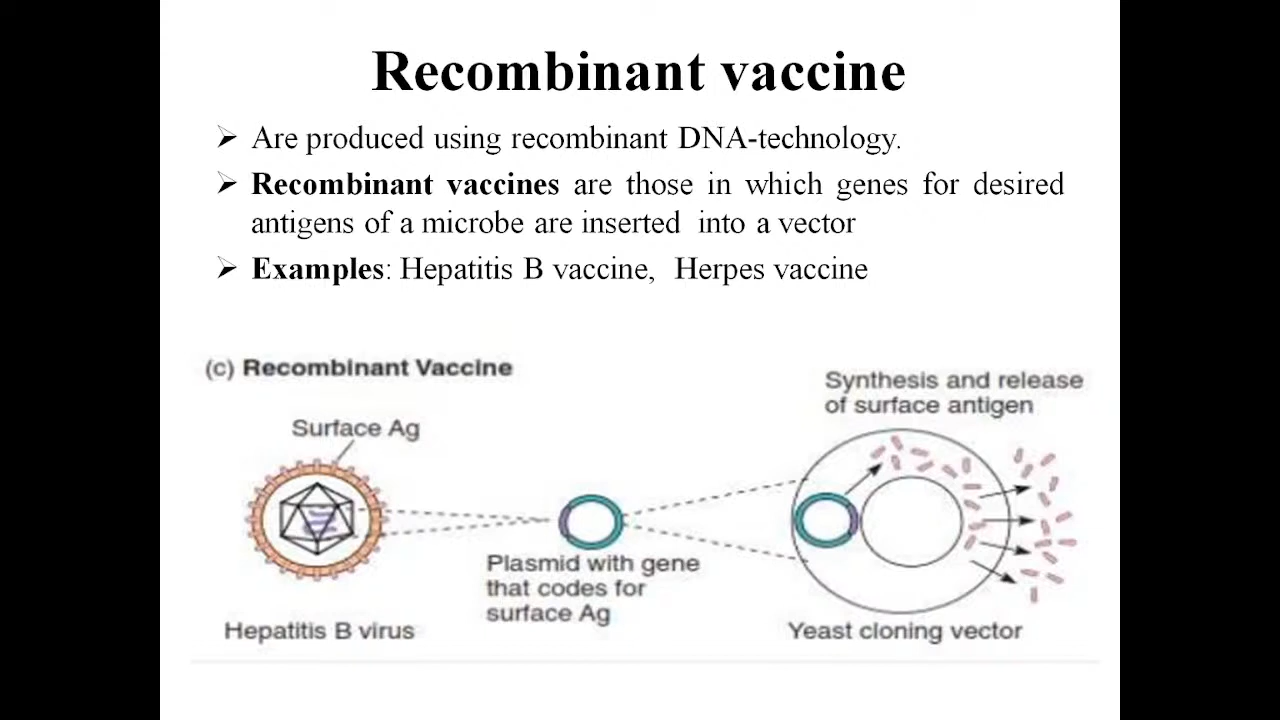 Recombinant vaccine
➢ Are produced using recombinant DNA-technology.
➢ Recombinant vaccines are those in which genes for desired
antigens of a microbe are inserted into a vector
➢ Examples: Hepatitis B vaccine, Herpes vaccine
(c) Recombinant Vaccine
Synthesis and release
of surface antigen
Surface Ag
Plasmid with gene
that codes for
surface Ag
Hepatitis B virus
Yeast cloning vector